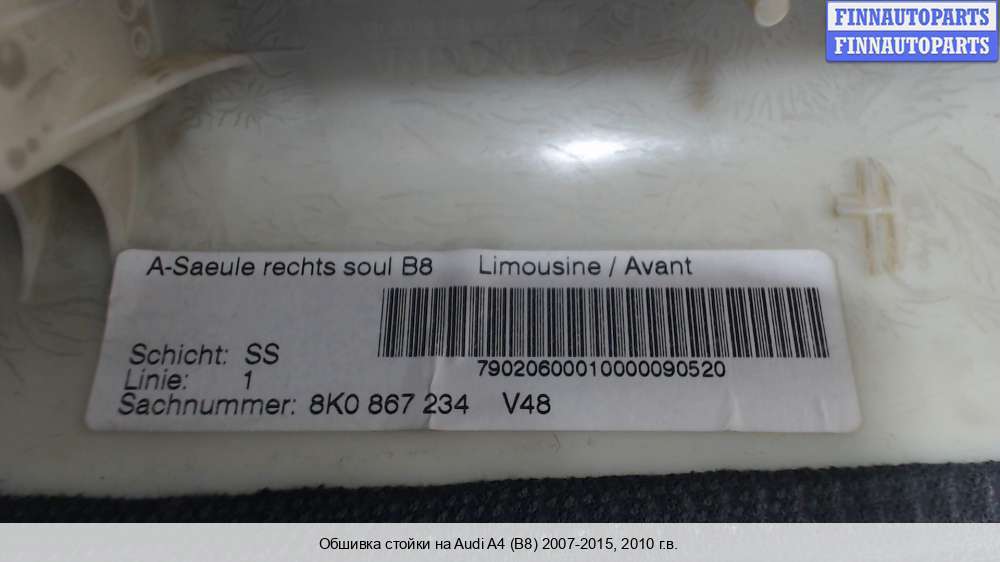 FINNAUTOPARTS
FINNAUTOPARTS
A-Saeule rechts soul B8 Limousine / Avant
79020600010000090520
Schicht: SS
Linie: 1
Sachnummer: 8K0 867 234 V48
Обшивка стойки на Audi A4 (B8) 2007-2015, 2010 г.в.